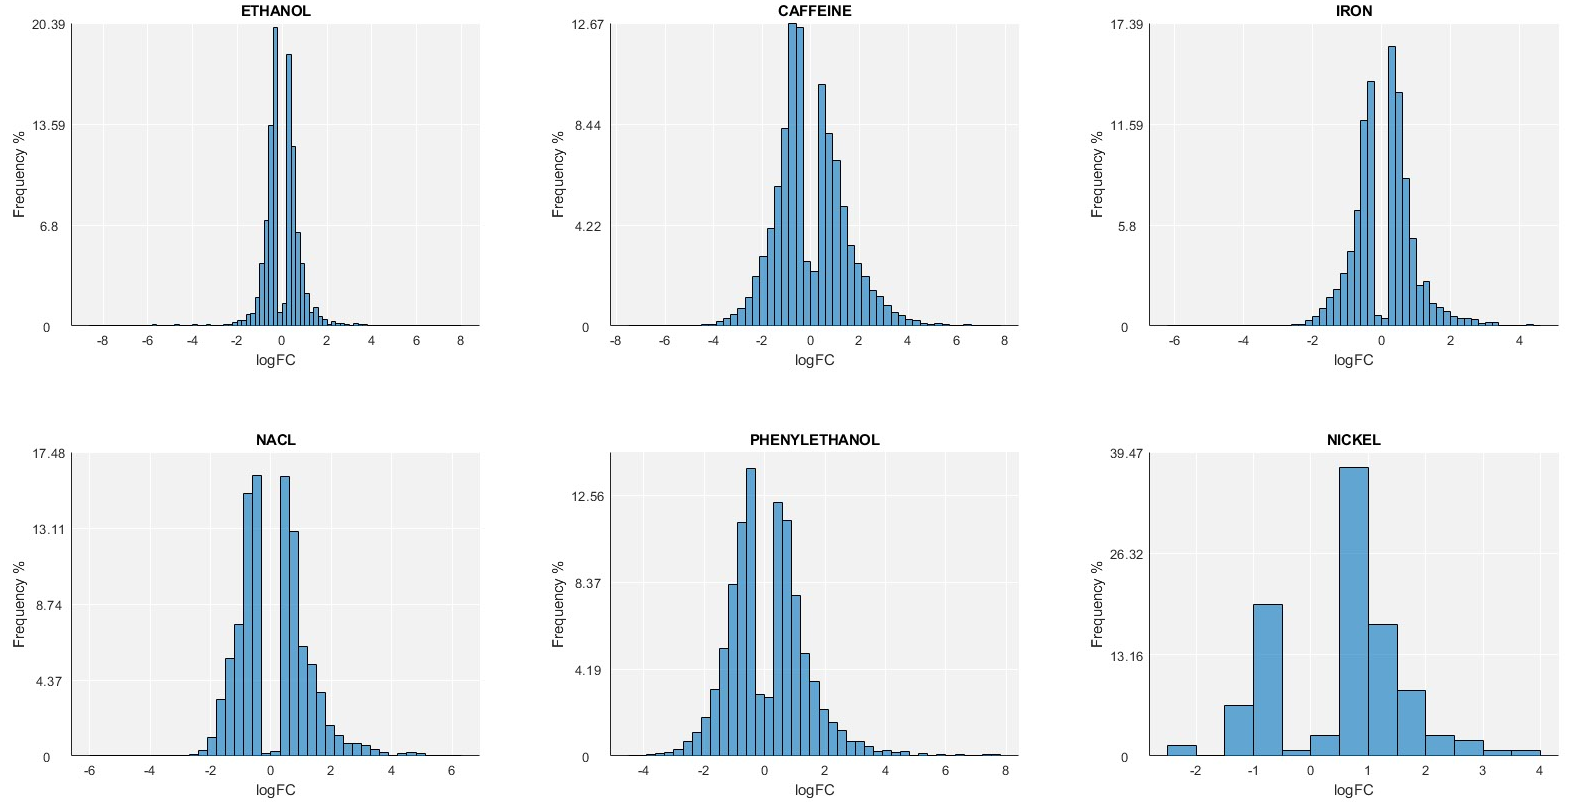 ETHANOL
20.39
13.59
6.8
0
Frequency %
-8 -6 -4 -2 0 2 4 6 8
logFC
CAFFEINE
12.67
8.44
4.22
0
Frequency %
-8 -6 -4 -2 0 2 4 6 8
logFC
IRON
17.39
11.59
5.8
0
Frequency %
-6 -4 -2 0 2 4
logFC
NACL
17.48
13.11
8.74
4.37
0
Frequency %
-6 -4 -2 0 2 4 6
logFC
PHENYLETHANOL
12.56
8.37
4.19
0
Frequency %
-4 -2 0 2 4 6 8
logFC
NICKEL
39.47
26.32
13.16
0
Frequency %
-2 -1 0 1 2 3 4
logFC